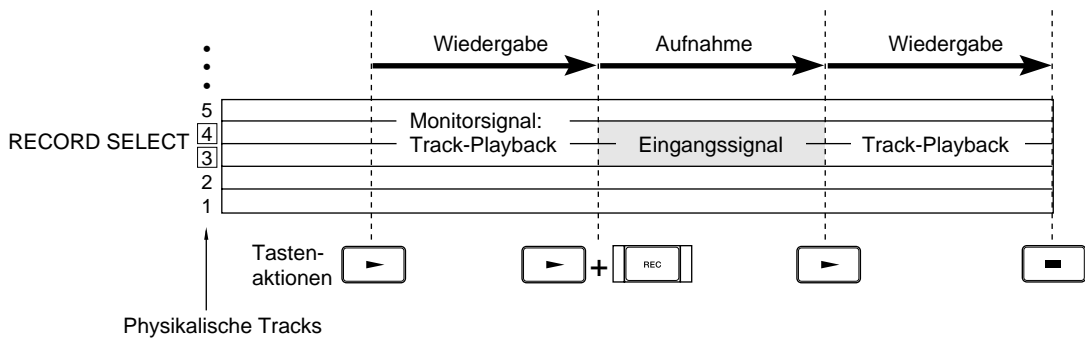 Wiedergabe Aufnahme Wiedergabe
5
Monitorsignal:
RECORD SELECT 4 Track-Playback Eingangssignal Track-Playback
3
2
1
Tasten-
aktionen + REC
Physikalische Tracks